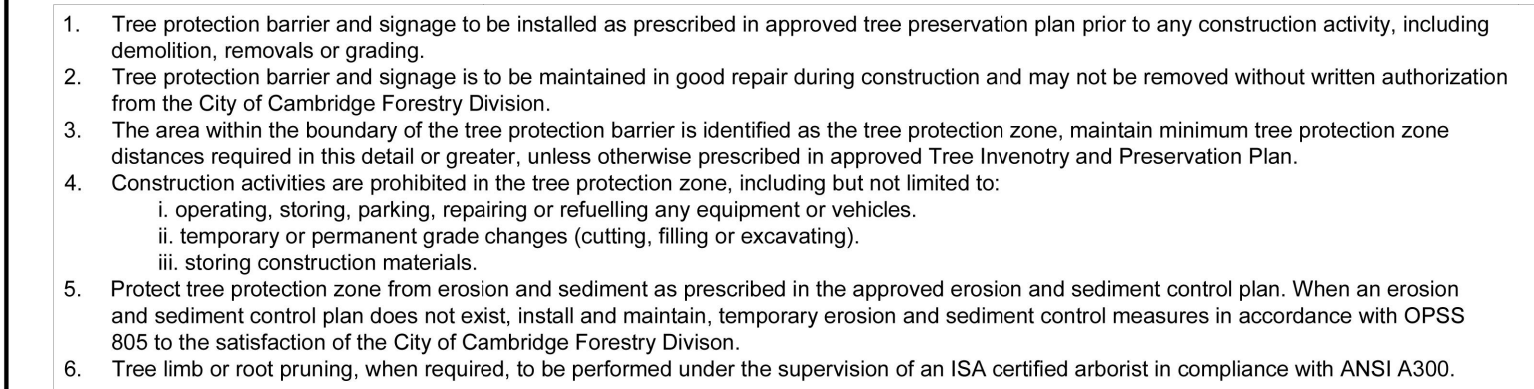 1. Tree protection barrier and signage to be installed as prescribed in approved tree preservation plan prior to any construction activity, including
demolition, removals or grading.
2. Tree protection barrier and signage is to be maintained in good repair during construction and may not be removed without written authorization
from the City of Cambridge Forestry Division.
3. The area within the boundary of the tree protection barrier is identified as the tree protection zone, maintain minimum tree protection zone
distances required in this detail or greater, unless otherwise prescribed in approved Tree Invenotry and Preservation Plan.
4. Construction activities are prohibited in the tree protection zone, including but not limited to:
i. operating, storing, parking, repairing or refuelling any equipment or vehicles.
ii. temporary or permanent grade changes (cutting, filling or excavating).
iii. storing construction materials.
5. Protect tree protection zone from erosion and sediment as prescribed in the approved erosion and sediment control plan. When an erosion
and sediment control plan does not exist, install and maintain, temporary erosion and sediment control measures in accordance with OPSS
805 to the satisfaction of the City of Cambridge Forestry Divison.
6. Tree limb or root pruning, when required, to be performed under the supervision of an ISA certified arborist in compliance with ANSI A300.